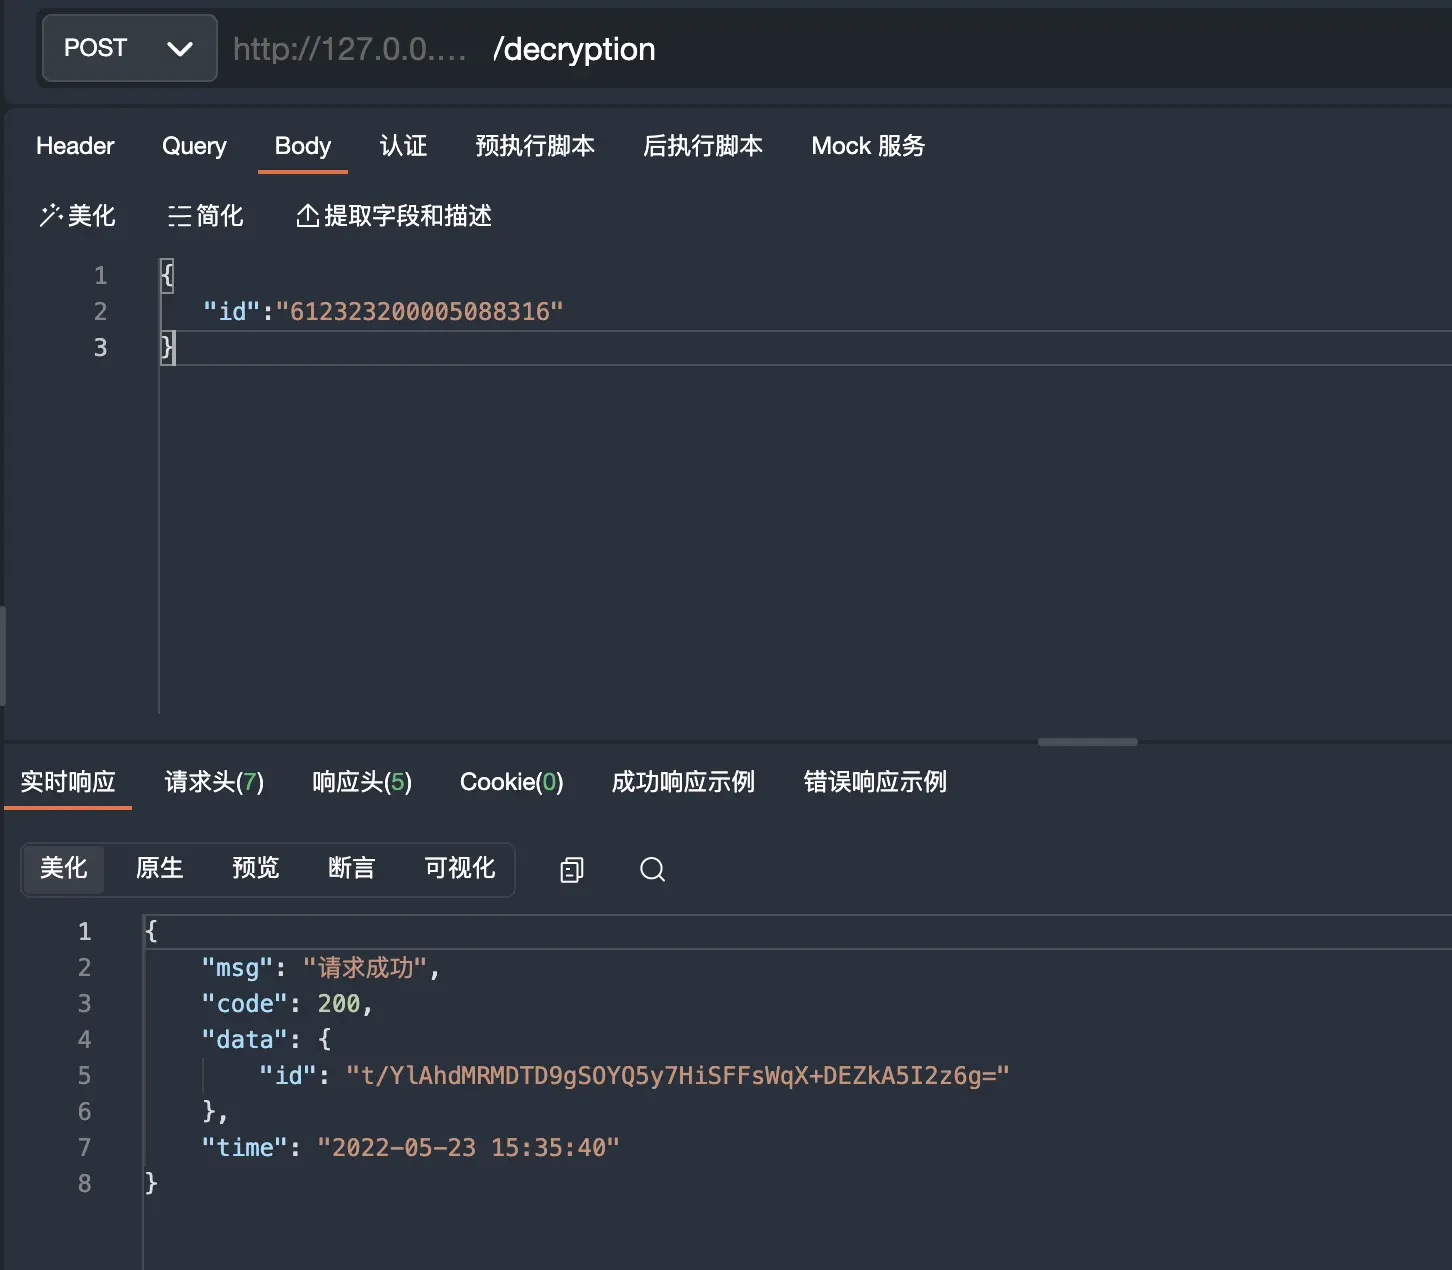 POST http://127.0.0.... /decryption
Header Query Body 认证 预执行脚本 后执行脚本 Mock 服务
美化 简化 提取字段和描述
1 {
2 "id":"612323200005088316"
3 }
实时响应 请求头(7) 响应头(5) Cookie(0) 成功响应示例 错误响应示例
美化 原生 预览 断言 可视化
1 {
2 "msg": "请求成功",
3 "code": 200,
4 "data": {
5 "id": "t/YlAhdMRMDTD9gSOYQ5y7HiSFFsWqX+DEZkA5I2z6g="
6 },
7 "time": "2022-05-23 15:35:40"
8 }